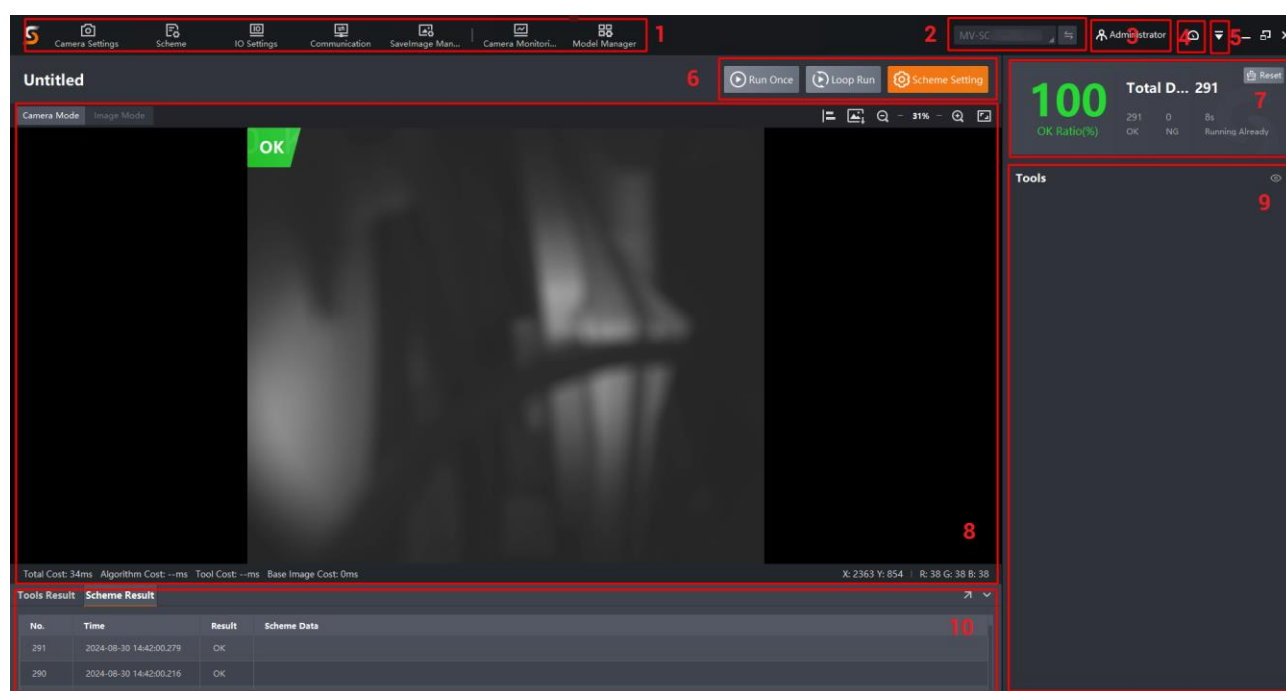 Camera Settings Scheme IO Settings Communication SaveImage Man... Camera Monitori... Model Manager 1 2 MV-SC Administrator 3 4 5
Untitled 6 Run Once Loop Run Scheme Setting
Camera Mode Image Mode 31%
OK
8
Total Cost: 34ms Algorithm Cost: --ms Tool Cost: --ms Base Image Cost: 0ms X: 2363 Y: 854 | R: 38 G: 38 B: 38
Tools Result Scheme Result
No. Time Result Scheme Data 10
291 2024-08-30 14:42:00.279 OK
290 2024-08-30 14:42:00.216 OK
Reset
100 Total D... 291 7
291 0 8s
OK Ratio(%) OK NG Running Already
Tools
9